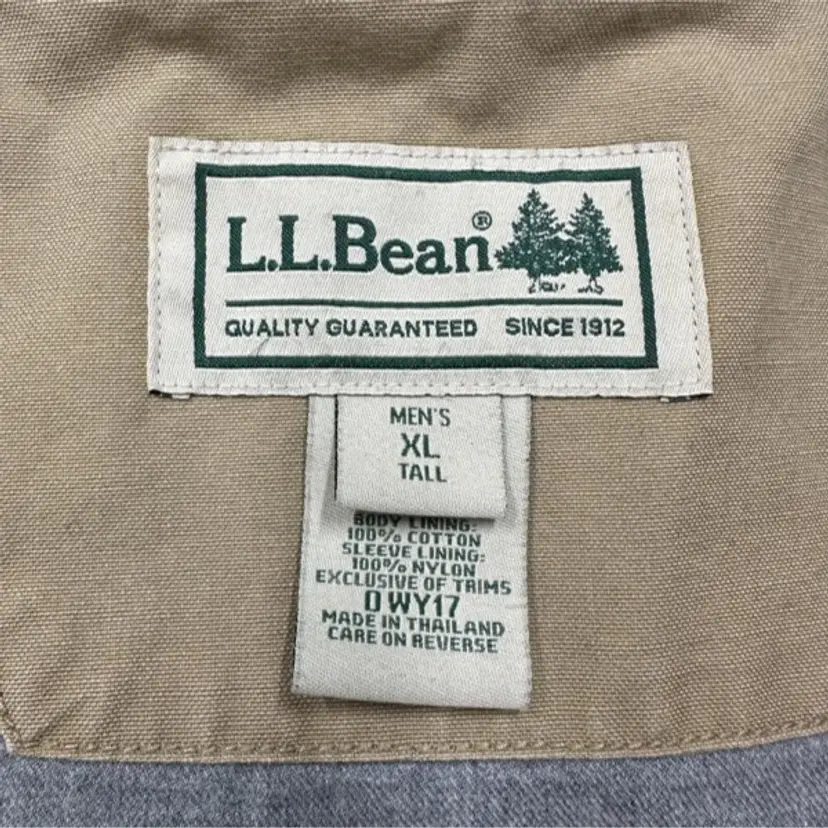 L.L.Bean®
QUALITY GUARANTEED SINCE 1912
MEN'S
XL
TALL
BODY LINING:
100% COTTON
SLEEVE LINING:
100% NYLON
EXCLUSIVE OF TRIMS
0 WY17
MADE IN THAILAND
CARE ON REVERSE